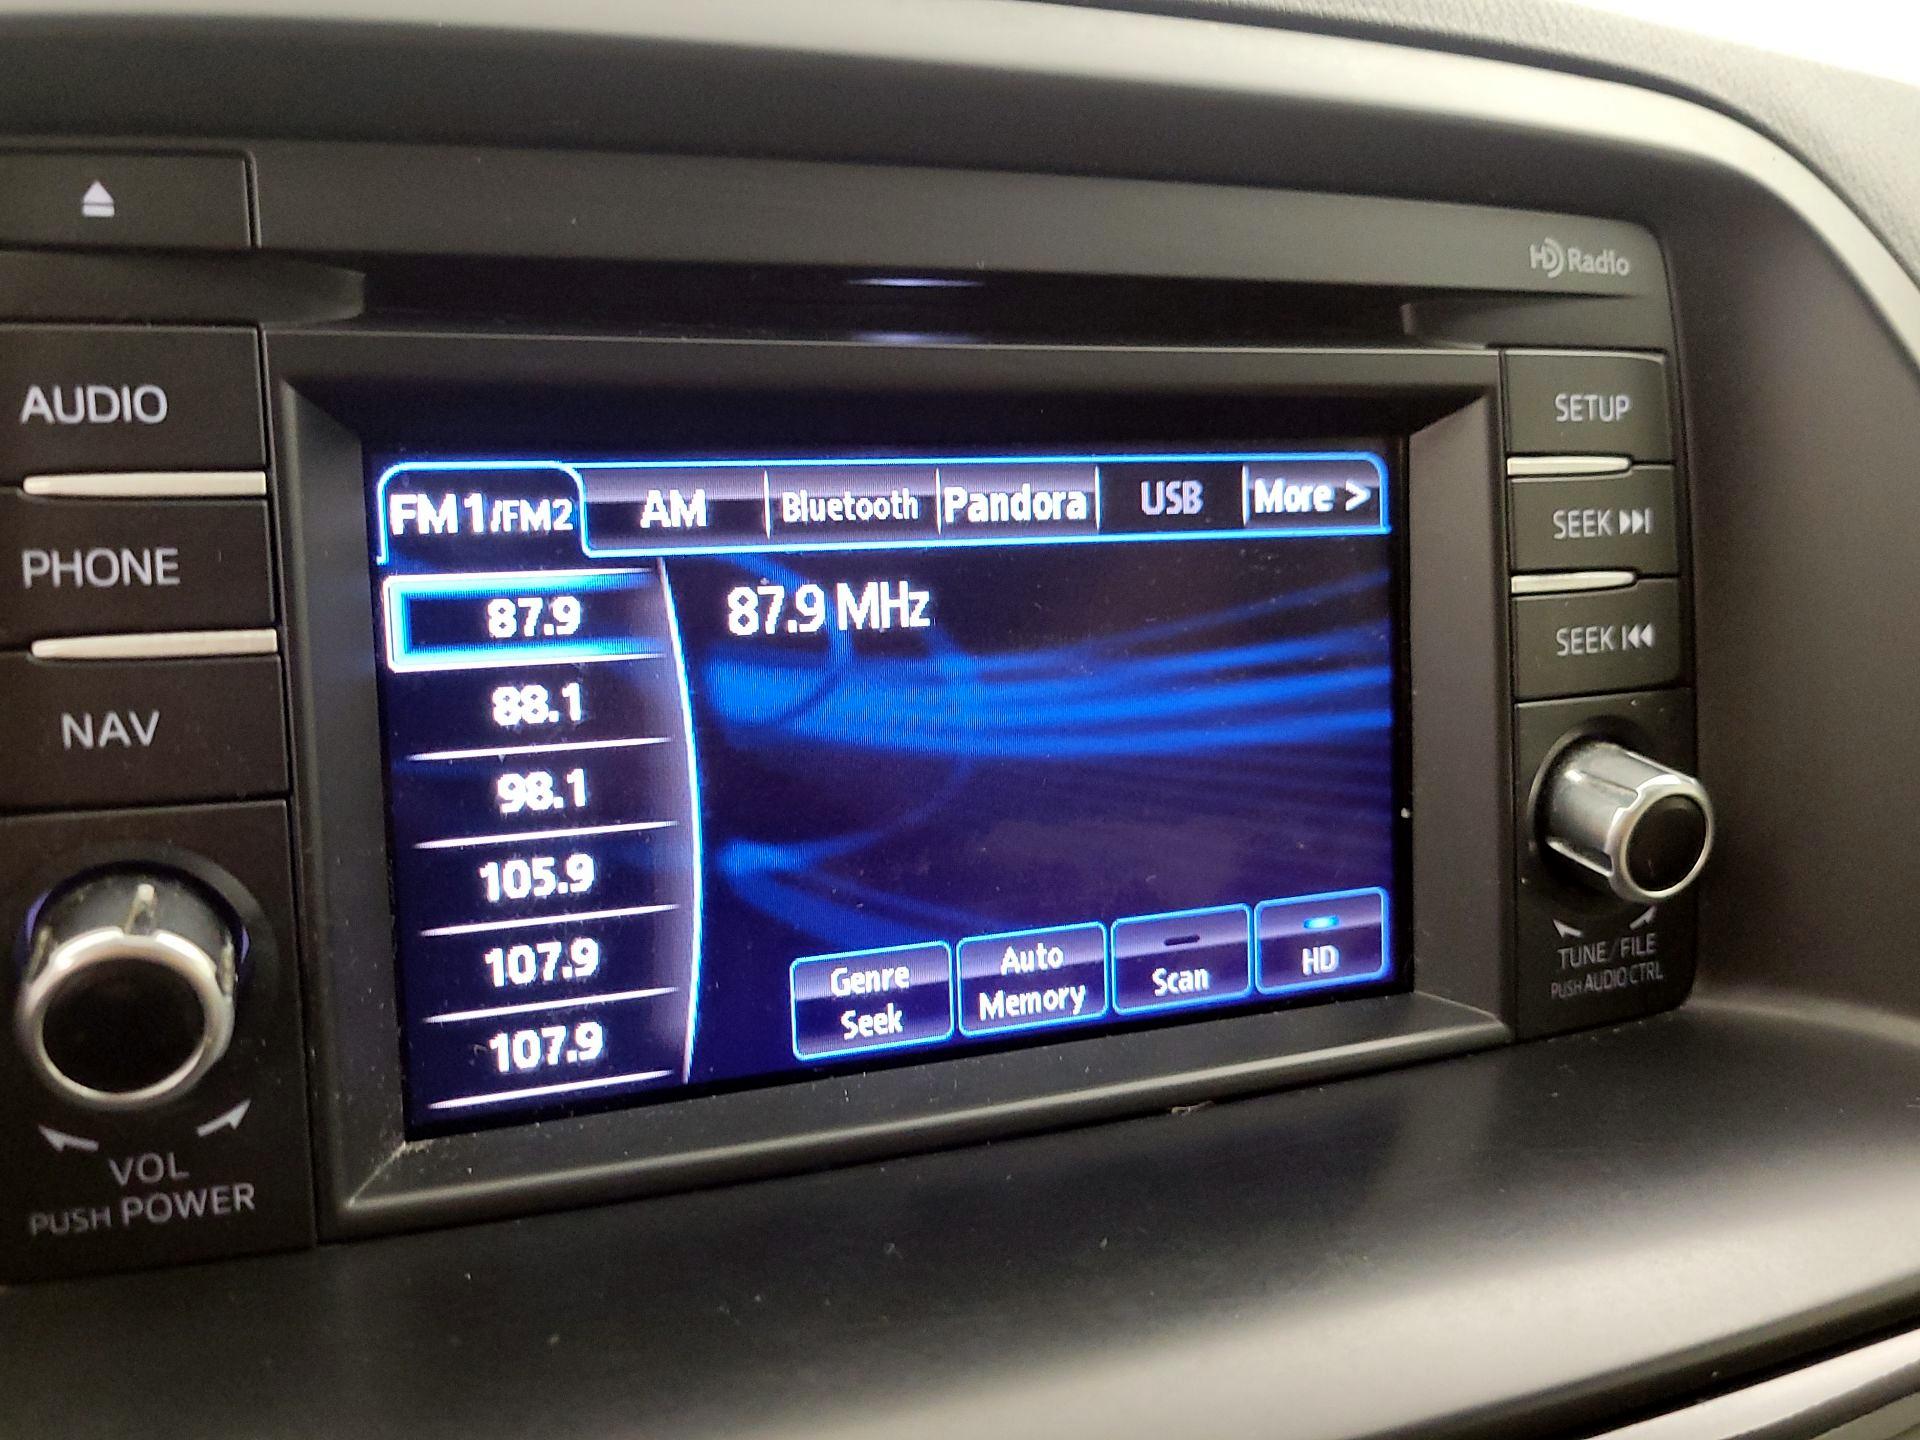 HD Radio
AUDIO
PHONE
NAV
VOL
PUSH POWER
FM1/FM2 AM Bluetooth Pandora USB More >
87.9
88.1
98.1
105.9
107.9
107.9
87.9 MHz
Genre
Seek
Auto
Memory
Scan
HD
SETUP
SEEK
SEEK
TUNE/FILE
PUSH AUDIO CTRL